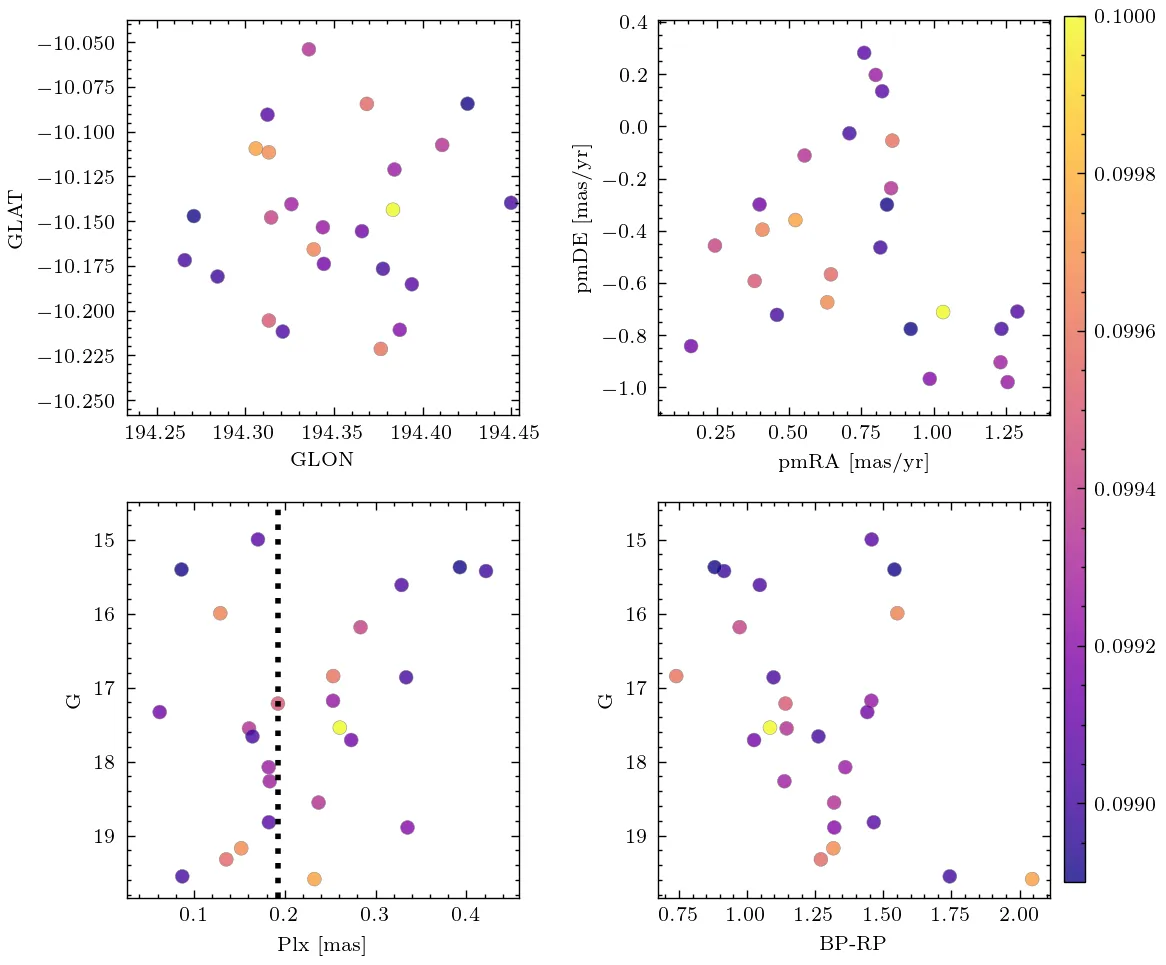 −10.050
−10.075
−10.100
−10.125
−10.150
−10.175
−10.200
−10.225
−10.250
GLAT
194.25 194.30 194.35 194.40 194.45
GLON
0.4
0.2
0.0
−0.2
−0.4
−0.6
−0.8
−1.0
pmDE [mas/yr]
0.25 0.50 0.75 1.00 1.25
pmRA [mas/yr]
15
16
17
18
19
G
0.1 0.2 0.3 0.4
Plx [mas]
15
16
17
18
19
G
0.75 1.00 1.25 1.50 1.75 2.00
BP-RP
0.1000
0.0998
0.0996
0.0994
0.0992
0.0990